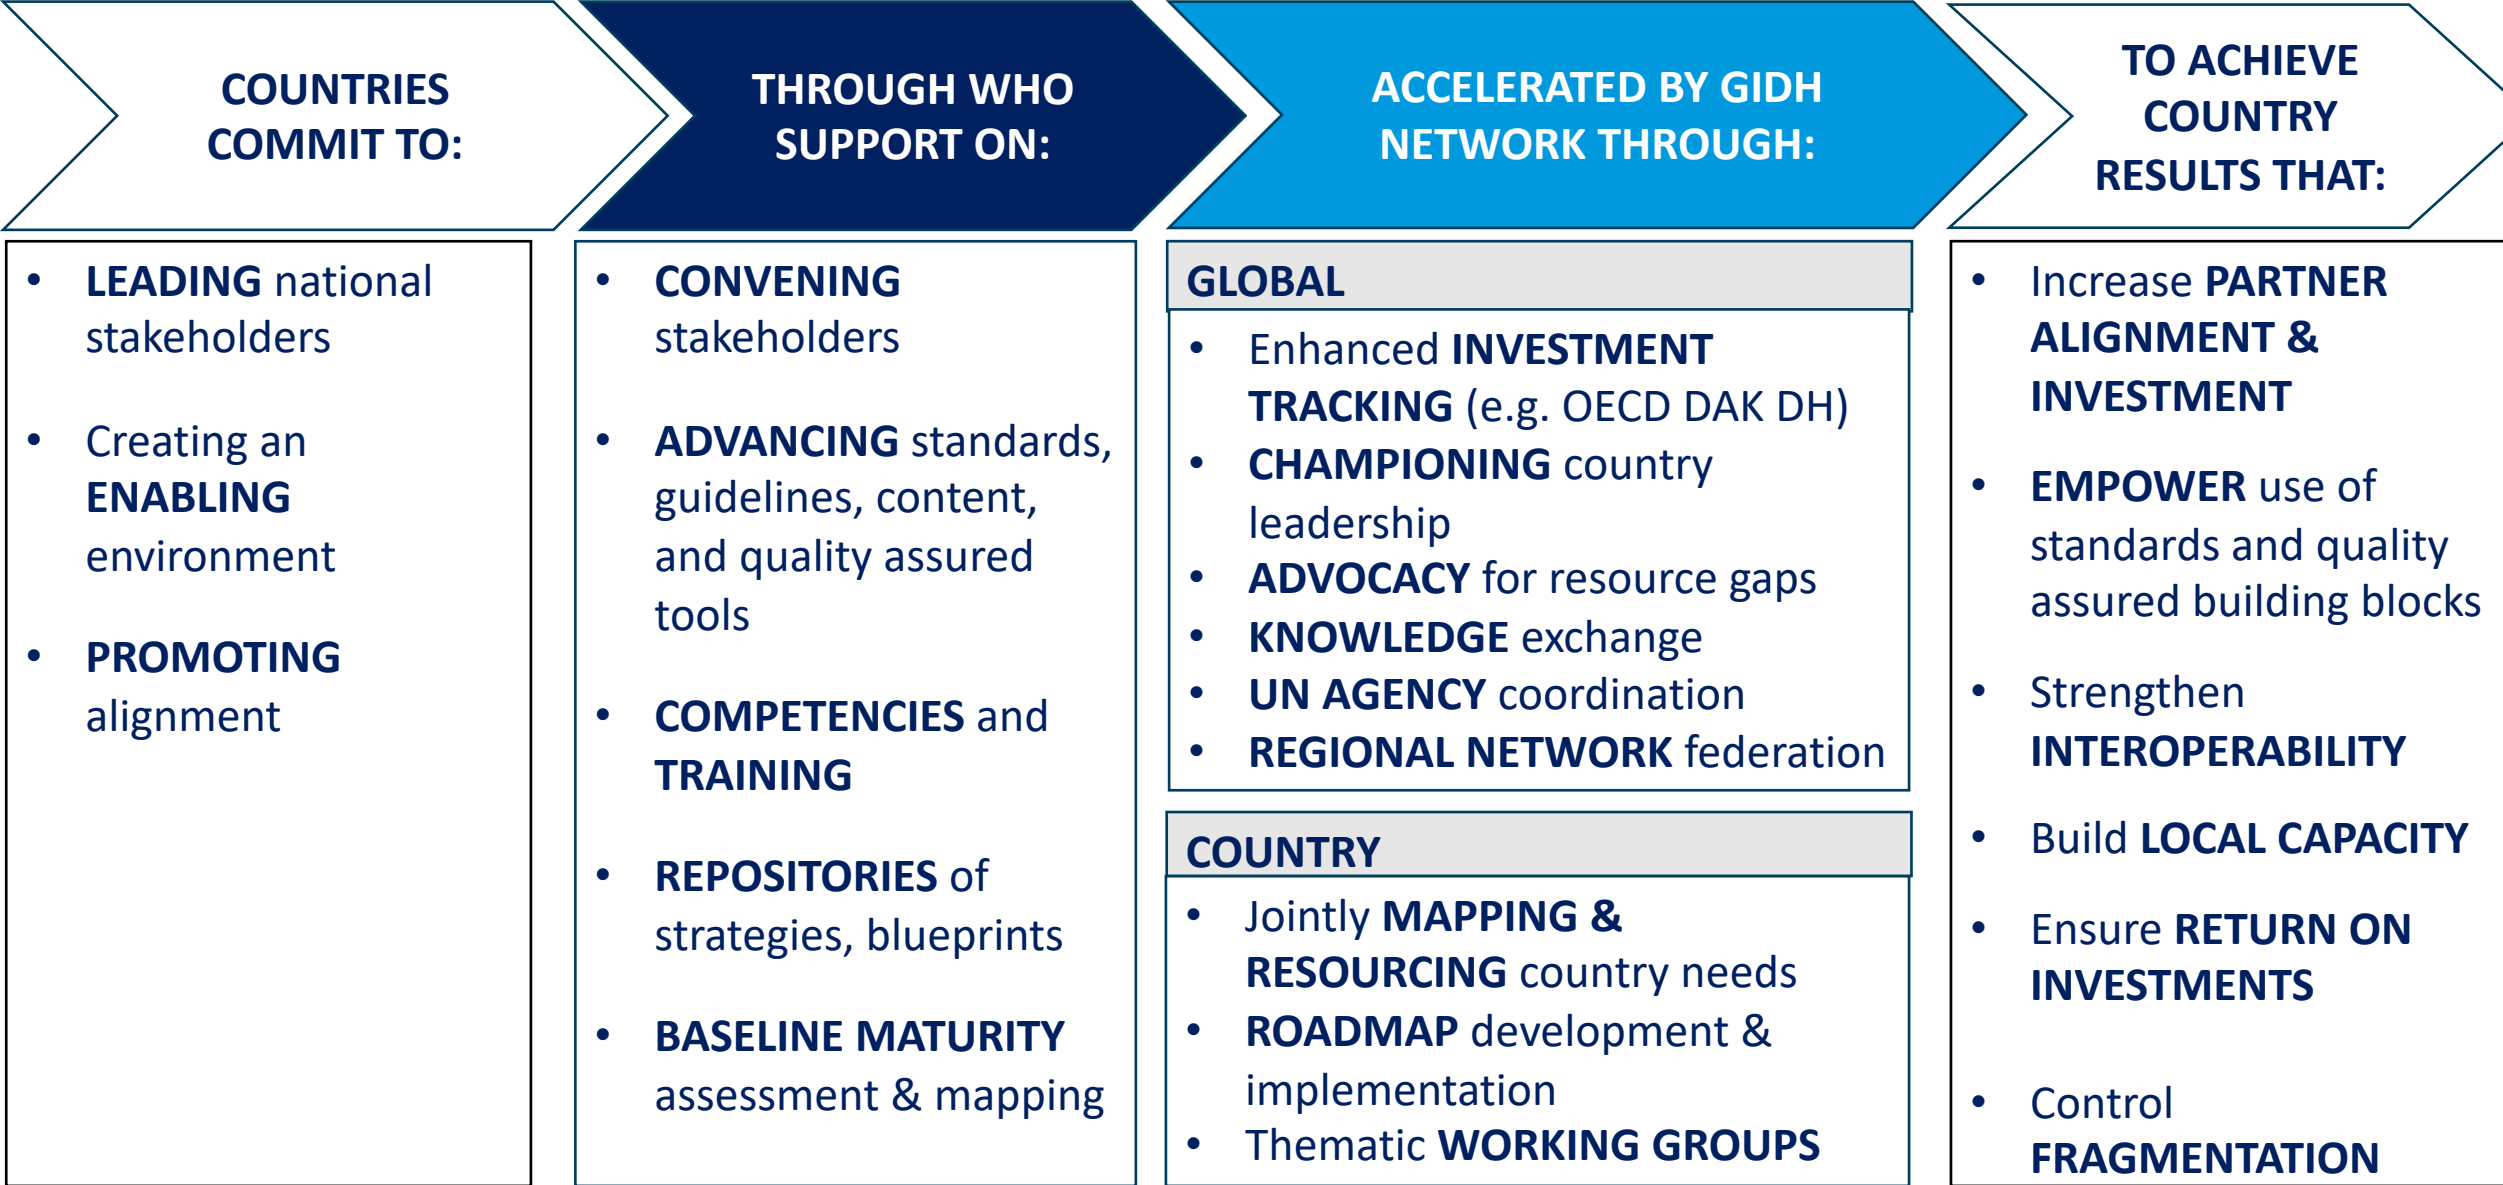 COUNTRIES
COMMIT TO:
• LEADING national
stakeholders
• Creating an
ENABLING
environment
• PROMOTING
alignment
THROUGH WHO
SUPPORT ON:
• CONVENING
stakeholders
• ADVANCING standards,
guidelines, content,
and quality assured
tools
• COMPETENCIES and
TRAINING
• REPOSITORIES of
strategies, blueprints
• BASELINE MATURITY
assessment & mapping
ACCELERATED BY GIDH
NETWORK THROUGH:
GLOBAL
• Enhanced INVESTMENT
TRACKING (e.g. OECD DAK DH)
• CHAMPIONING country
leadership
• ADVOCACY for resource gaps
• KNOWLEDGE exchange
• UN AGENCY coordination
• REGIONAL NETWORK federation
COUNTRY
• Jointly MAPPING &
RESOURCING country needs
• ROADMAP development &
implementation
• Thematic WORKING GROUPS
TO ACHIEVE
COUNTRY
RESULTS THAT:
• Increase PARTNER
ALIGNMENT &
INVESTMENT
• EMPOWER use of
standards and quality
assured building blocks
• Strengthen
INTEROPERABILITY
• Build LOCAL CAPACITY
• Ensure RETURN ON
INVESTMENTS
• Control
FRAGMENTATION